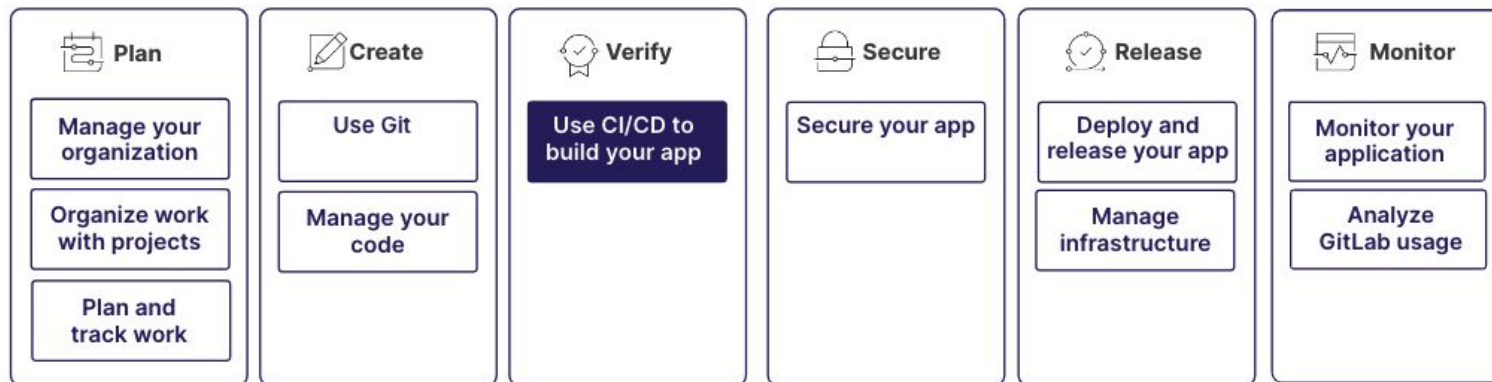 Plan
Manage your
organization
Organize work
with projects
Plan and
track work
Create
Use Git
Manage your
code
Verify
Use CI/CD to
build your app
Secure
Secure your app
Release
Deploy and
release your app
Manage
infrastructure
Monitor
Monitor your
application
Analyze
GitLab usage